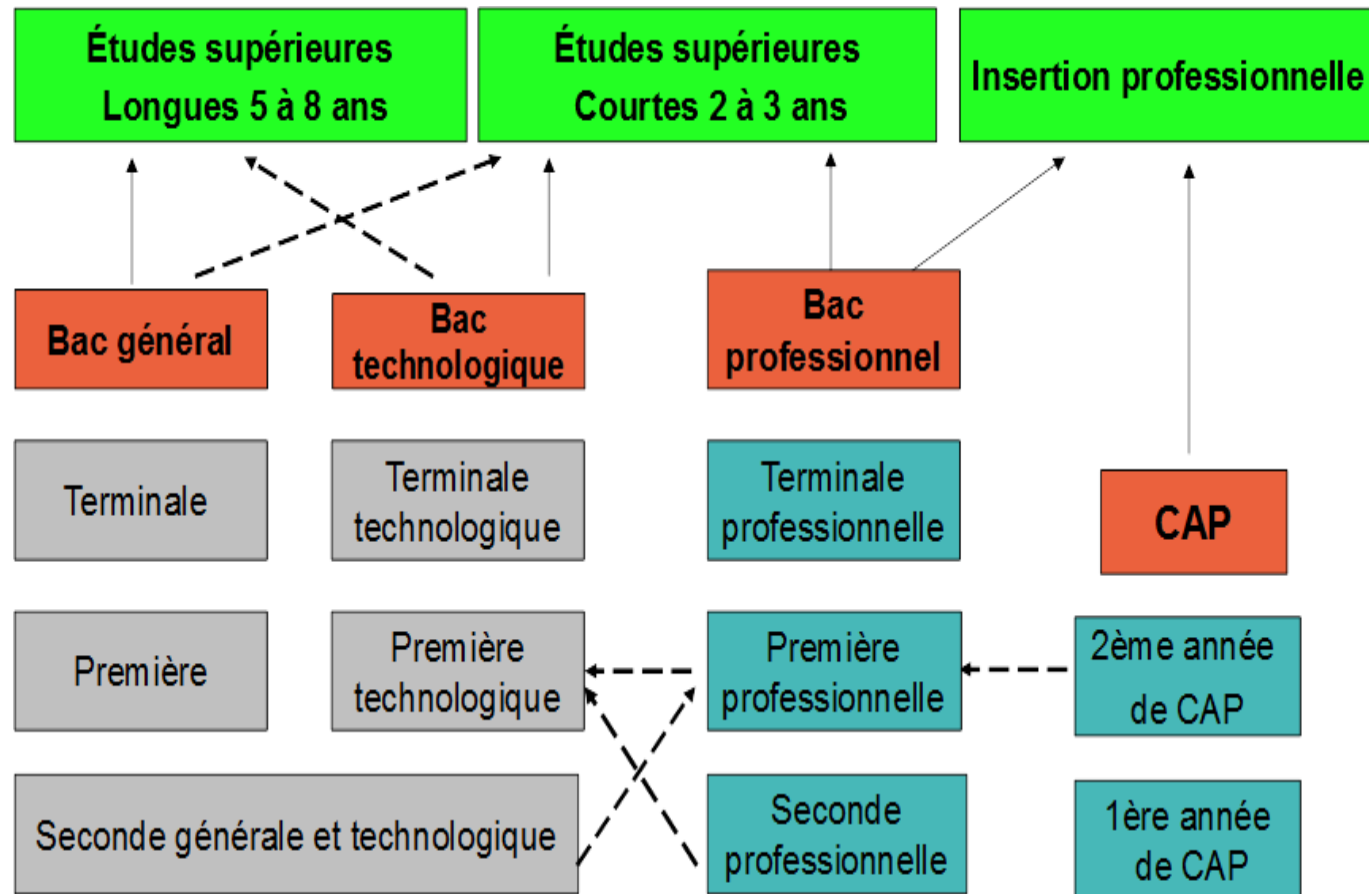 Études supérieures
Longues 5 à 8 ans
Études supérieures
Courtes 2 à 3 ans
Insertion professionnelle
Bac général
Bac
technologique
Bac
professionnel
Terminale
Terminale
technologique
Terminale
professionnelle
CAP
Première
Première
technologique
Première
professionnelle
2ème année
de CAP
Seconde générale et technologique
Seconde
professionnelle
1ère année
de CAP